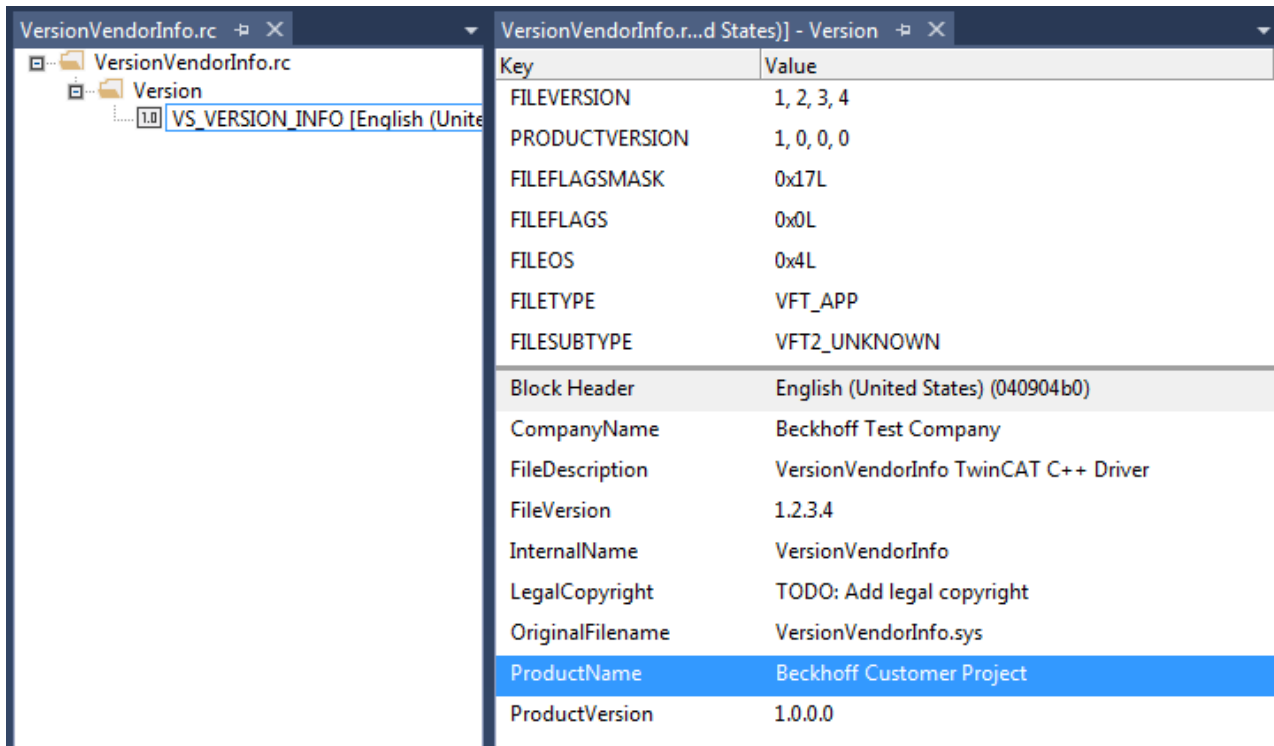 VersionVendorInfo.rc
VersionVendorInfo.rc
Version
1.0 VS_VERSION_INFO [English (Unite
VersionVendorInfo.r...d States)] - Version
Key Value
FILEVERSION 1, 2, 3, 4
PRODUCTVERSION 1, 0, 0, 0
FILEFLAGSMASK 0x17L
FILEFLAGS 0x0L
FILEOS 0x4L
FILETYPE VFT_APP
FILESUBTYPE VFT2_UNKNOWN
Block Header English (United States) (040904b0)
CompanyName Beckhoff Test Company
FileDescription VersionVendorInfo TwinCAT C++ Driver
FileVersion 1.2.3.4
InternalName VersionVendorInfo
LegalCopyright TODO: Add legal copyright
OriginalFilename VersionVendorInfo.sys
ProductName Beckhoff Customer Project
ProductVersion 1.0.0.0